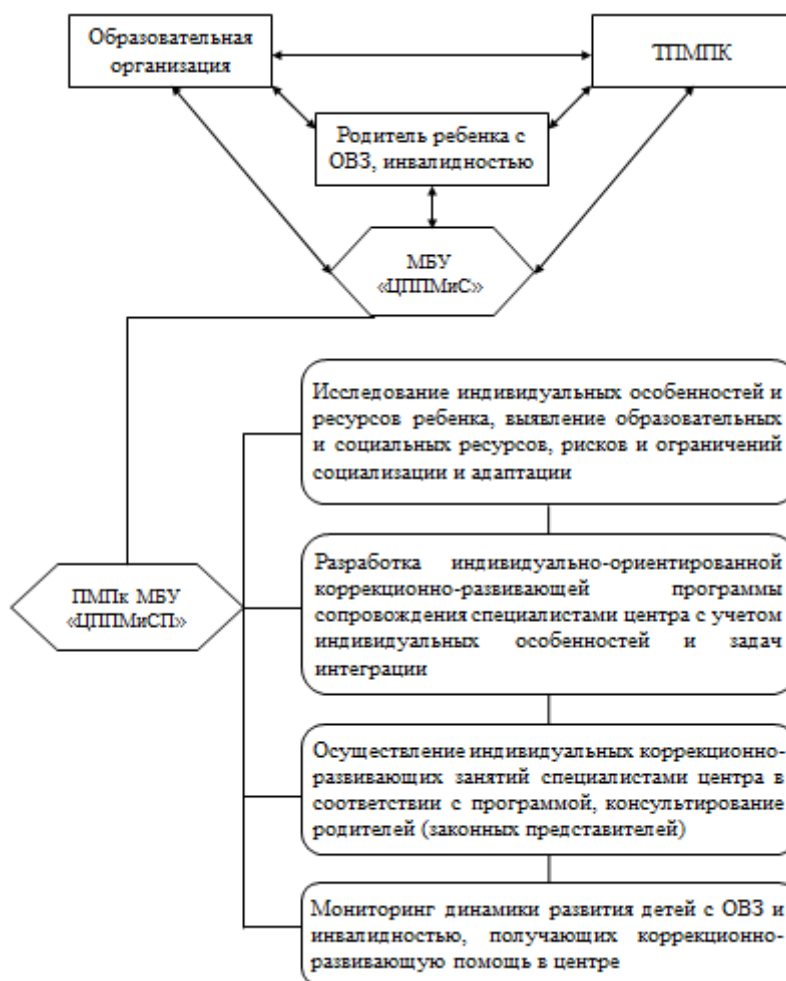 Образовательная
организация
ТПМПК
Родитель ребенка с
ОВЗ, инвалидностью
МБУ
«ЦППМиС»
Исследование индивидуальных особенностей и
ресурсов ребенка, выявление образовательных
и социальных ресурсов, рисков и ограничений
социализации и адаптации
ПМПк МБУ
«ЦППМиСП»
Разработка индивидуально-ориентированной
коррекционно-развивающей программы
сопровождения специалистами центра с учетом
индивидуальных особенностей и задач
интеграции
Осуществление индивидуальных коррекционно-
развивающих занятий специалистами центра в
соответствии с программой, консультирование
родителей (законных представителей)
Мониторинг динамики развития детей с ОВЗ и
инвалидностью, получающих коррекционно-
развивающую помощь в центре